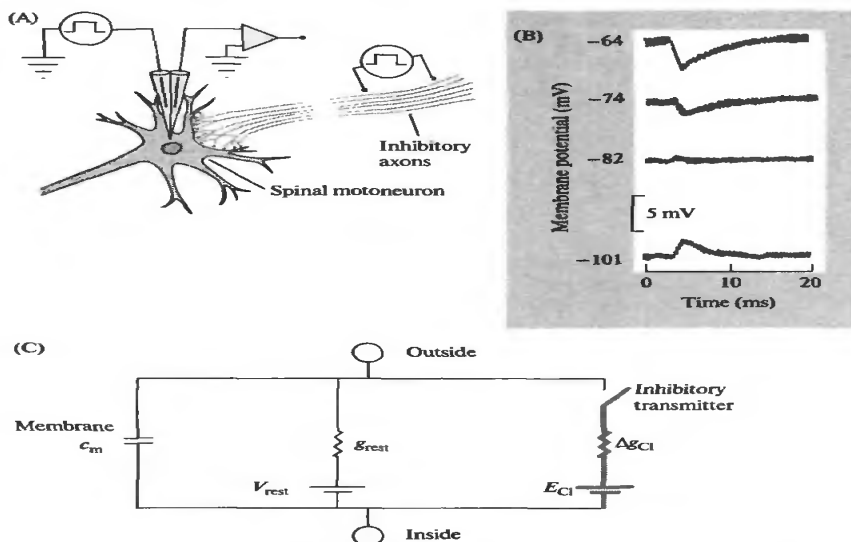 (A)
Inhibitory
axons
Spinal motoneuron
(B)
Membrane potential (mV)
−64
−74
−82
5 mV
−101
0 10 20
Time (ms)
(C)
Outside
Inhibitory
transmitter
Membrane
cm
grest
ΔgCl
Vrest
ECl
Inside